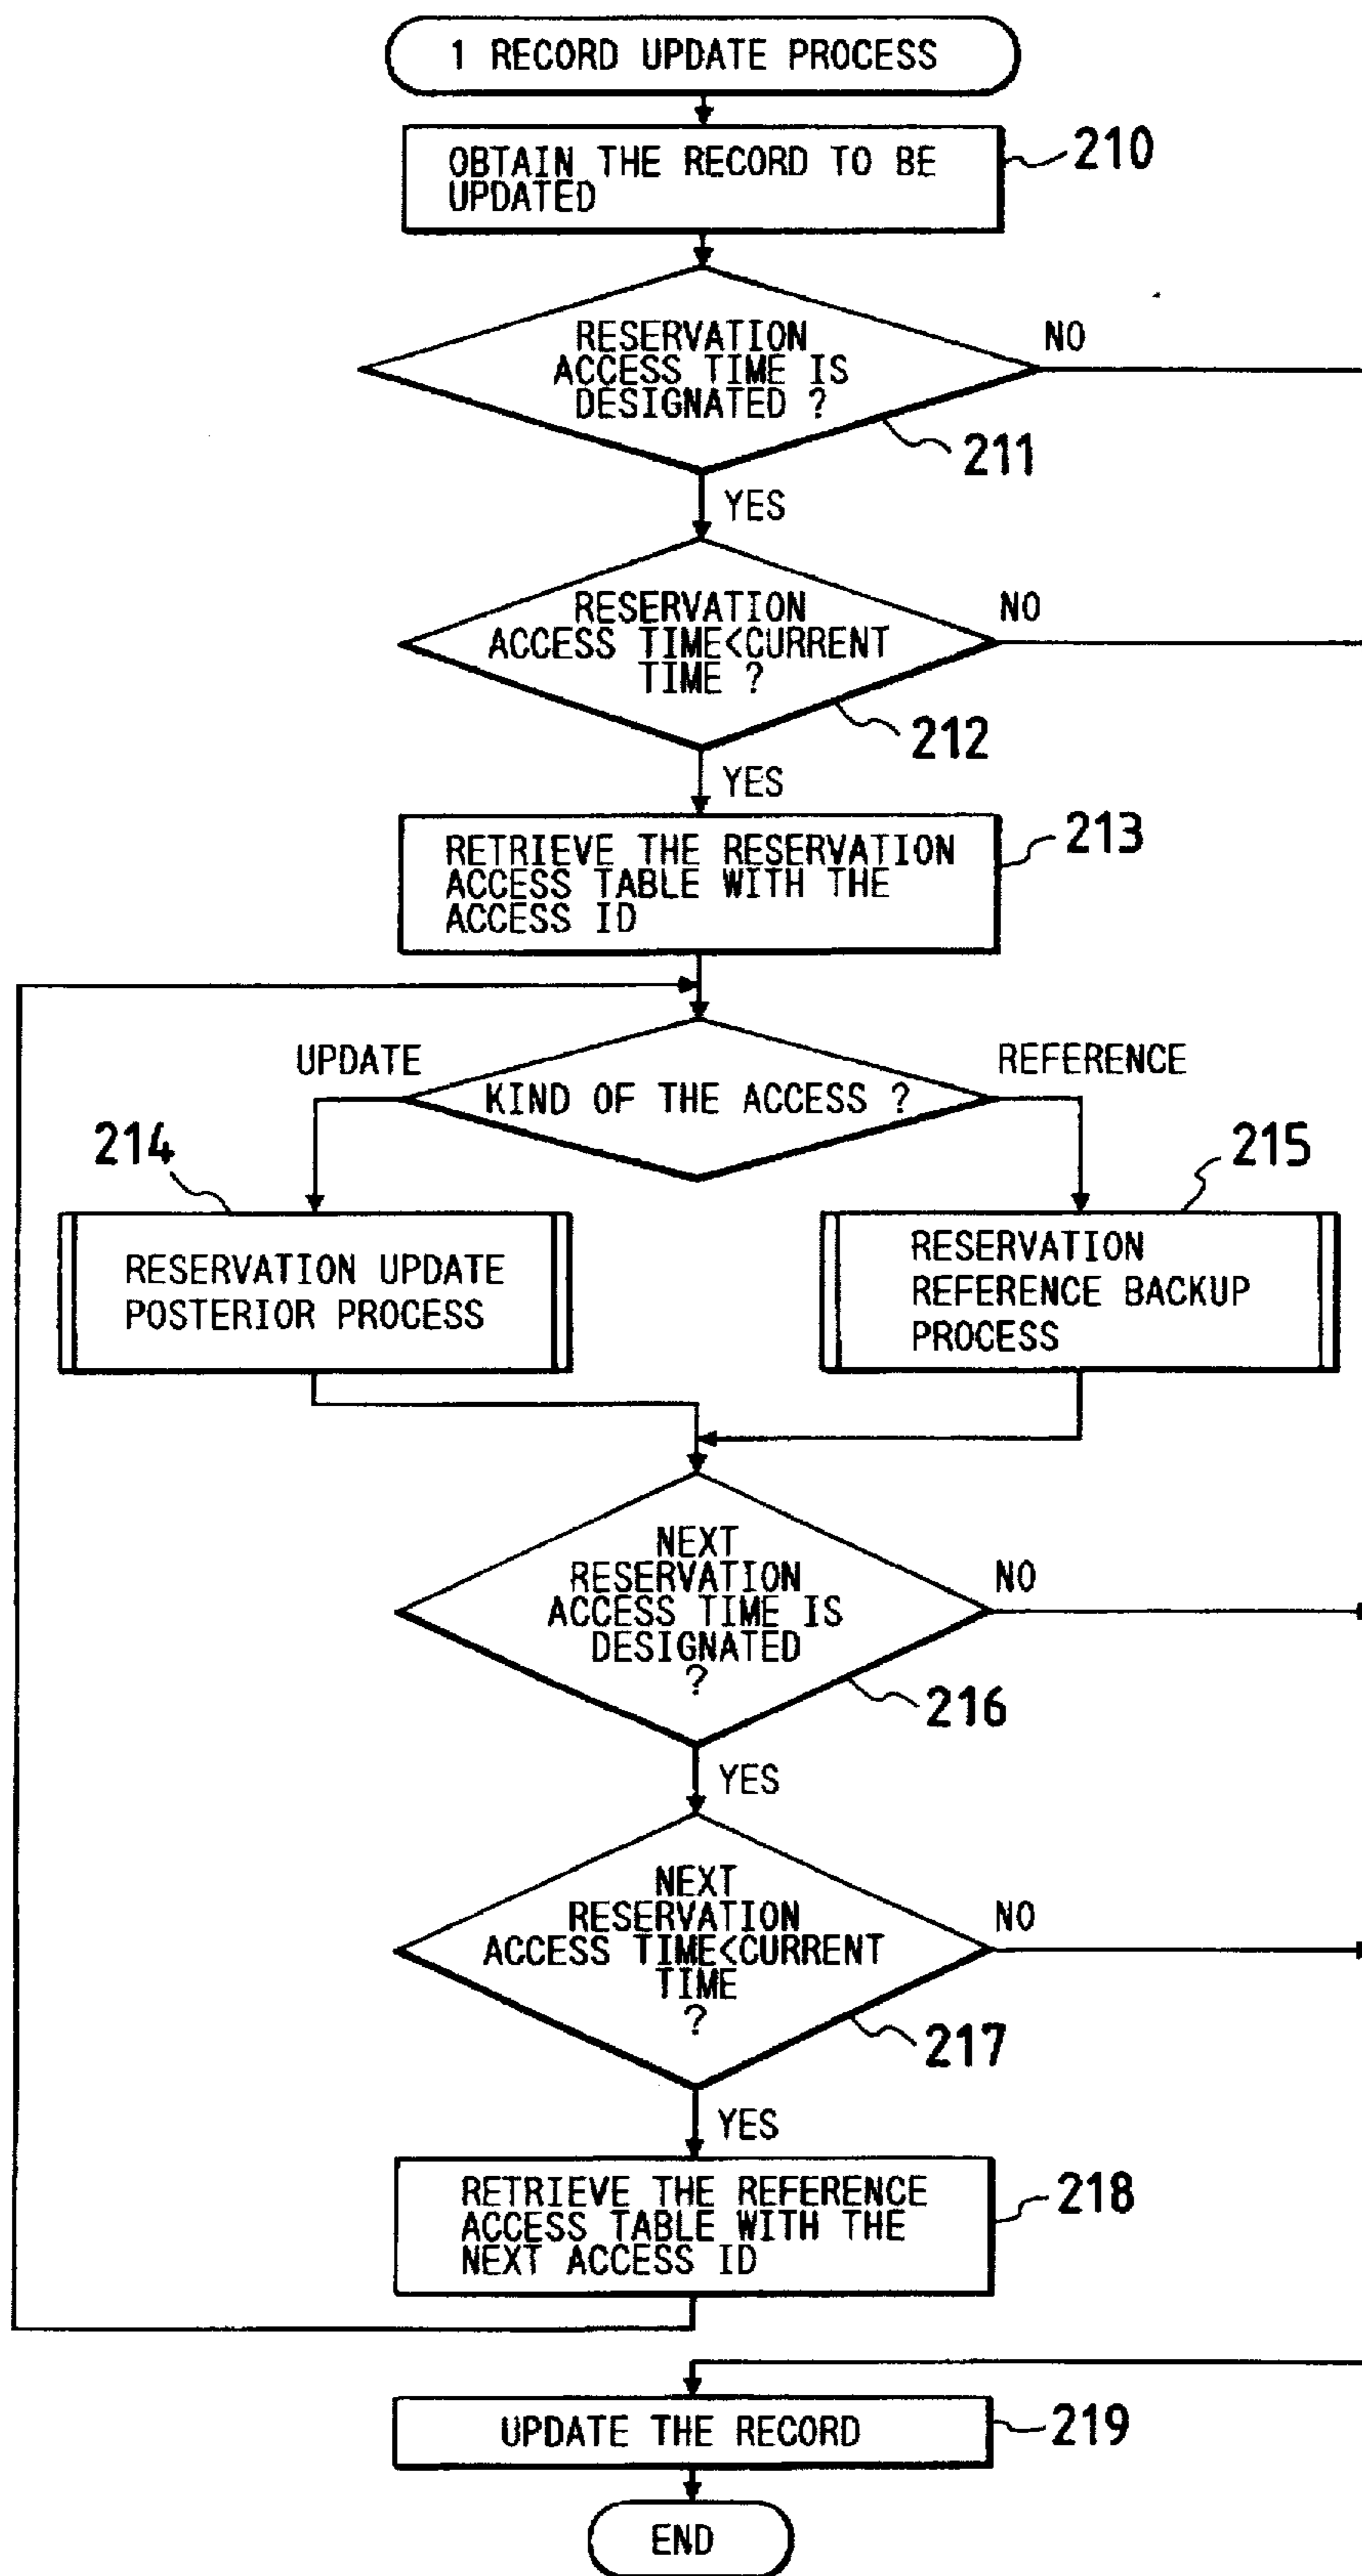 1 RECORD UPDATE PROCESS
OBTAIN THE RECORD TO BE
UPDATED
210
RESERVATION
ACCESS TIME IS
DESIGNATED ?
NO
211
YES
RESERVATION
ACCESS TIME<CURRENT
TIME ?
NO
212
YES
RETRIEVE THE RESERVATION
ACCESS TABLE WITH THE
ACCESS ID
213
UPDATE
KIND OF THE ACCESS ?
REFERENCE
214
215
RESERVATION UPDATE
POSTERIOR PROCESS
RESERVATION
REFERENCE BACKUP
PROCESS
NEXT
RESERVATION
ACCESS TIME IS
DESIGNATED
?
NO
216
YES
NEXT
RESERVATION
ACCESS TIME<CURRENT
TIME
?
NO
217
YES
RETRIEVE THE REFERENCE
ACCESS TABLE WITH THE
NEXT ACCESS ID
218
UPDATE THE RECORD
219
END